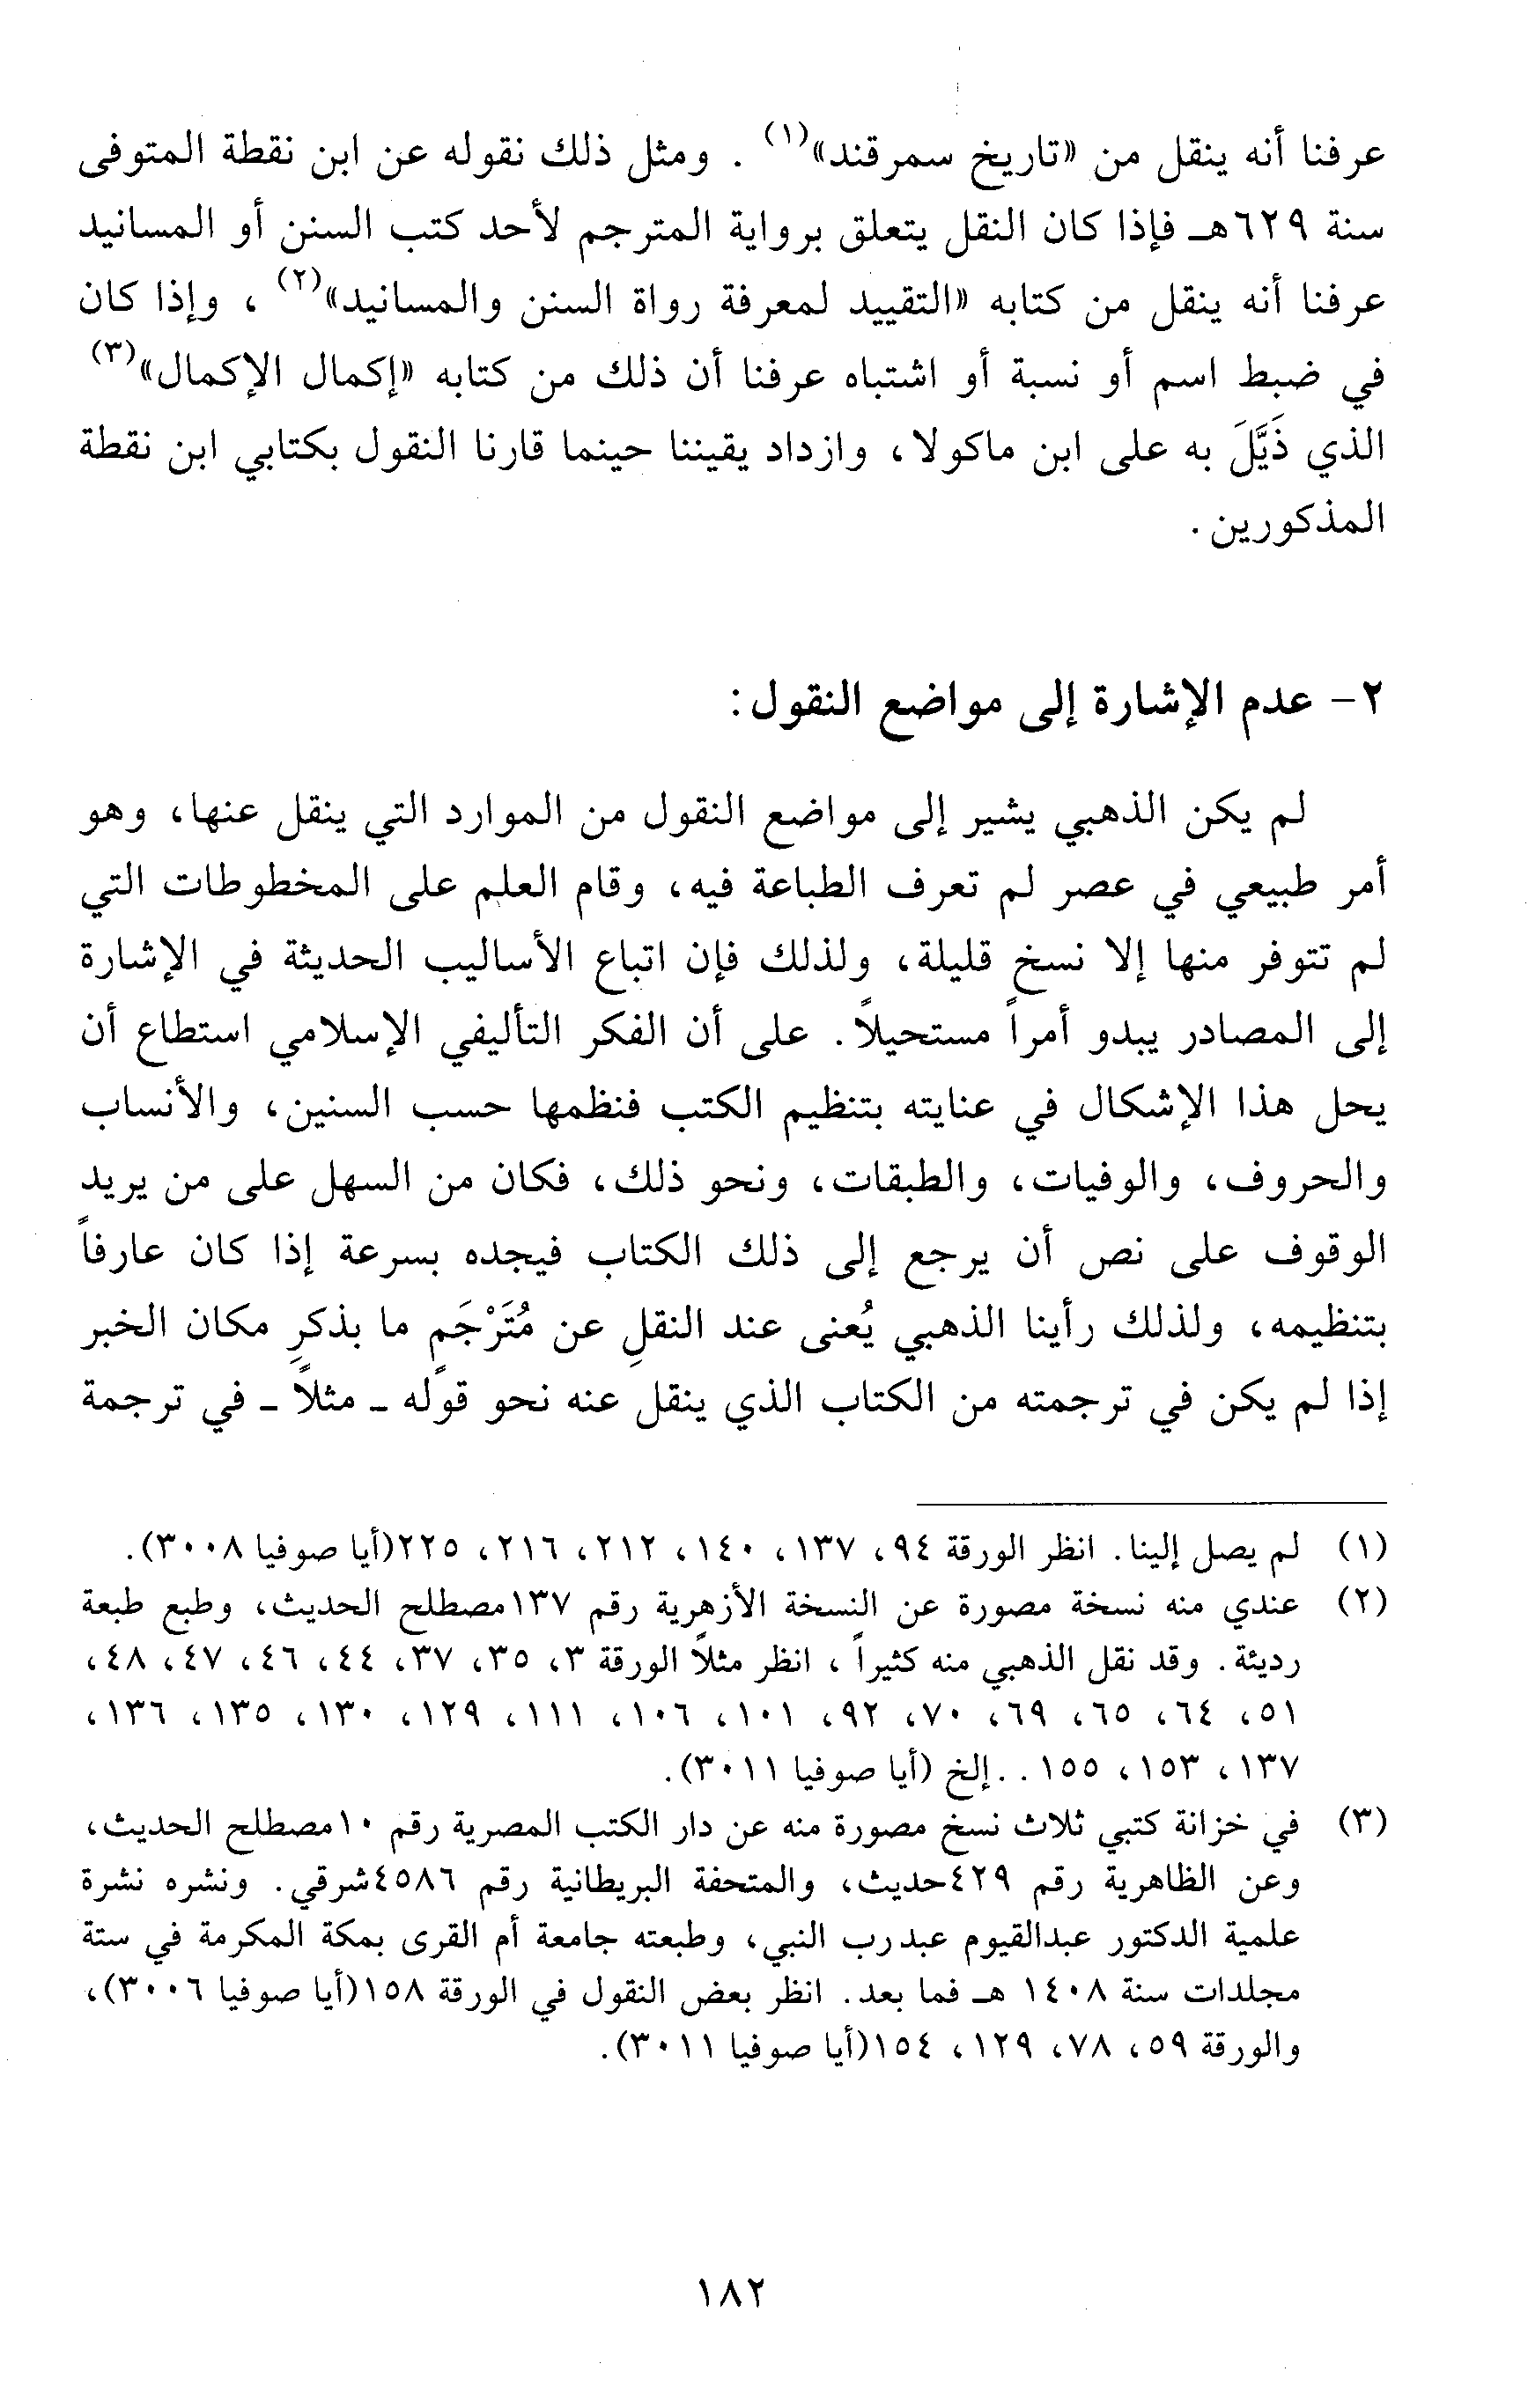 عرفنا أنه ينقل من «تاريخ سمرقند»(١) . ومثل ذلك نقوله عن ابن نقطة المتوفى
سنة ٦٢٩هـ فإذا كان النقل يتعلق برواية المترجم لأحد كتب السنن أو المسانيد
عرفنا أنه ينقل من كتابه «التقييد لمعرفة رواة السنن والمسانيد»(٢) ، وإذا كان
في ضبط اسم أو نسبة أو اشتباه عرفنا أن ذلك من كتابه «إكمال الإكمال»(٣)
الذي ذَيَّلَ به على ابن ماكولا، وازداد يقيننا حينما قارنا النقول بكتابي ابن نقطة
المذكورين .
٢- عدم الإشارة إلى مواضع النقول:
لم يكن الذهبي يشير إلى مواضع النقول من الموارد التي ينقل عنها، وهو
أمر طبيعي في عصر لم تعرف الطباعة فيه، وقام العلم على المخطوطات التي
لم تتوفر منها إلا نسخ قليلة، ولذلك فإن اتباع الأساليب الحديثة في الإشارة
إلى المصادر يبدو أمراً مستحيلاً. على أن الفكر التأليفي الإسلامي استطاع أن
يحل هذا الإشكال في عنايته بتنظيم الكتب فنظمها حسب السنين، والأنساب
والحروف، والوفيات، والطبقات، ونحو ذلك، فكان من السهل على من يريد
الوقوف على نص أن يرجع إلى ذلك الكتاب فيجده بسرعة إذا كان عارفاً
بتنظيمه، ولذلك رأينا الذهبي يُعنى عند النقلِ عن مُتَرْجَمٍ ما بذكرِ مكان الخبر
إذا لم يكن في ترجمته من الكتاب الذي ينقل عنه نحو قوله - مثلاً - في ترجمة
(١) لم يصل إلينا. انظر الورقة ٩٤، ١٣٧، ١٤٠، ٢١٢، ٢١٦، ٢٢٥(أيا صوفيا ٣٠٠٨).
(٢) عندي منه نسخة مصورة عن النسخة الأزهرية رقم ١٣٧مصطلح الحديث، وطبع طبعة
رديئة. وقد نقل الذهبي منه كثيراً ، انظر مثلاً الورقة ٣، ٣٥، ٣٧، ٤٤، ٤٦، ٤٧، ٤٨،
٥١، ٦٤، ٦٥، ٦٩، ٧٠، ٩٢، ١٠١، ١٠٦، ١١١، ١٢٩، ١٣٠، ١٣٥، ١٣٦،
١٣٧، ١٥٣، ١٥٥ . .إلخ (أيا صوفيا ٣٠١١).
(٣) في خزانة كتبي ثلاث نسخ مصورة منه عن دار الكتب المصرية رقم ١٠مصطلح الحديث،
وعن الظاهرية رقم ٤٢٩حديث، والمتحفة البريطانية رقم ٤٥٨٦شرقي. ونشره نشرة
علمية الدكتور عبدالقيوم عبدرب النبي، وطبعته جامعة أم القرى بمكة المكرمة في ستة
مجلدات سنة ١٤٠٨ هـ فما بعد. انظر بعض النقول في الورقة ١٥٨(أيا صوفيا ٣٠٠٦)،
والورقة ٥٩، ٧٨، ١٢٩، ١٥٤(أيا صوفيا ٣٠١١).
١٨٢